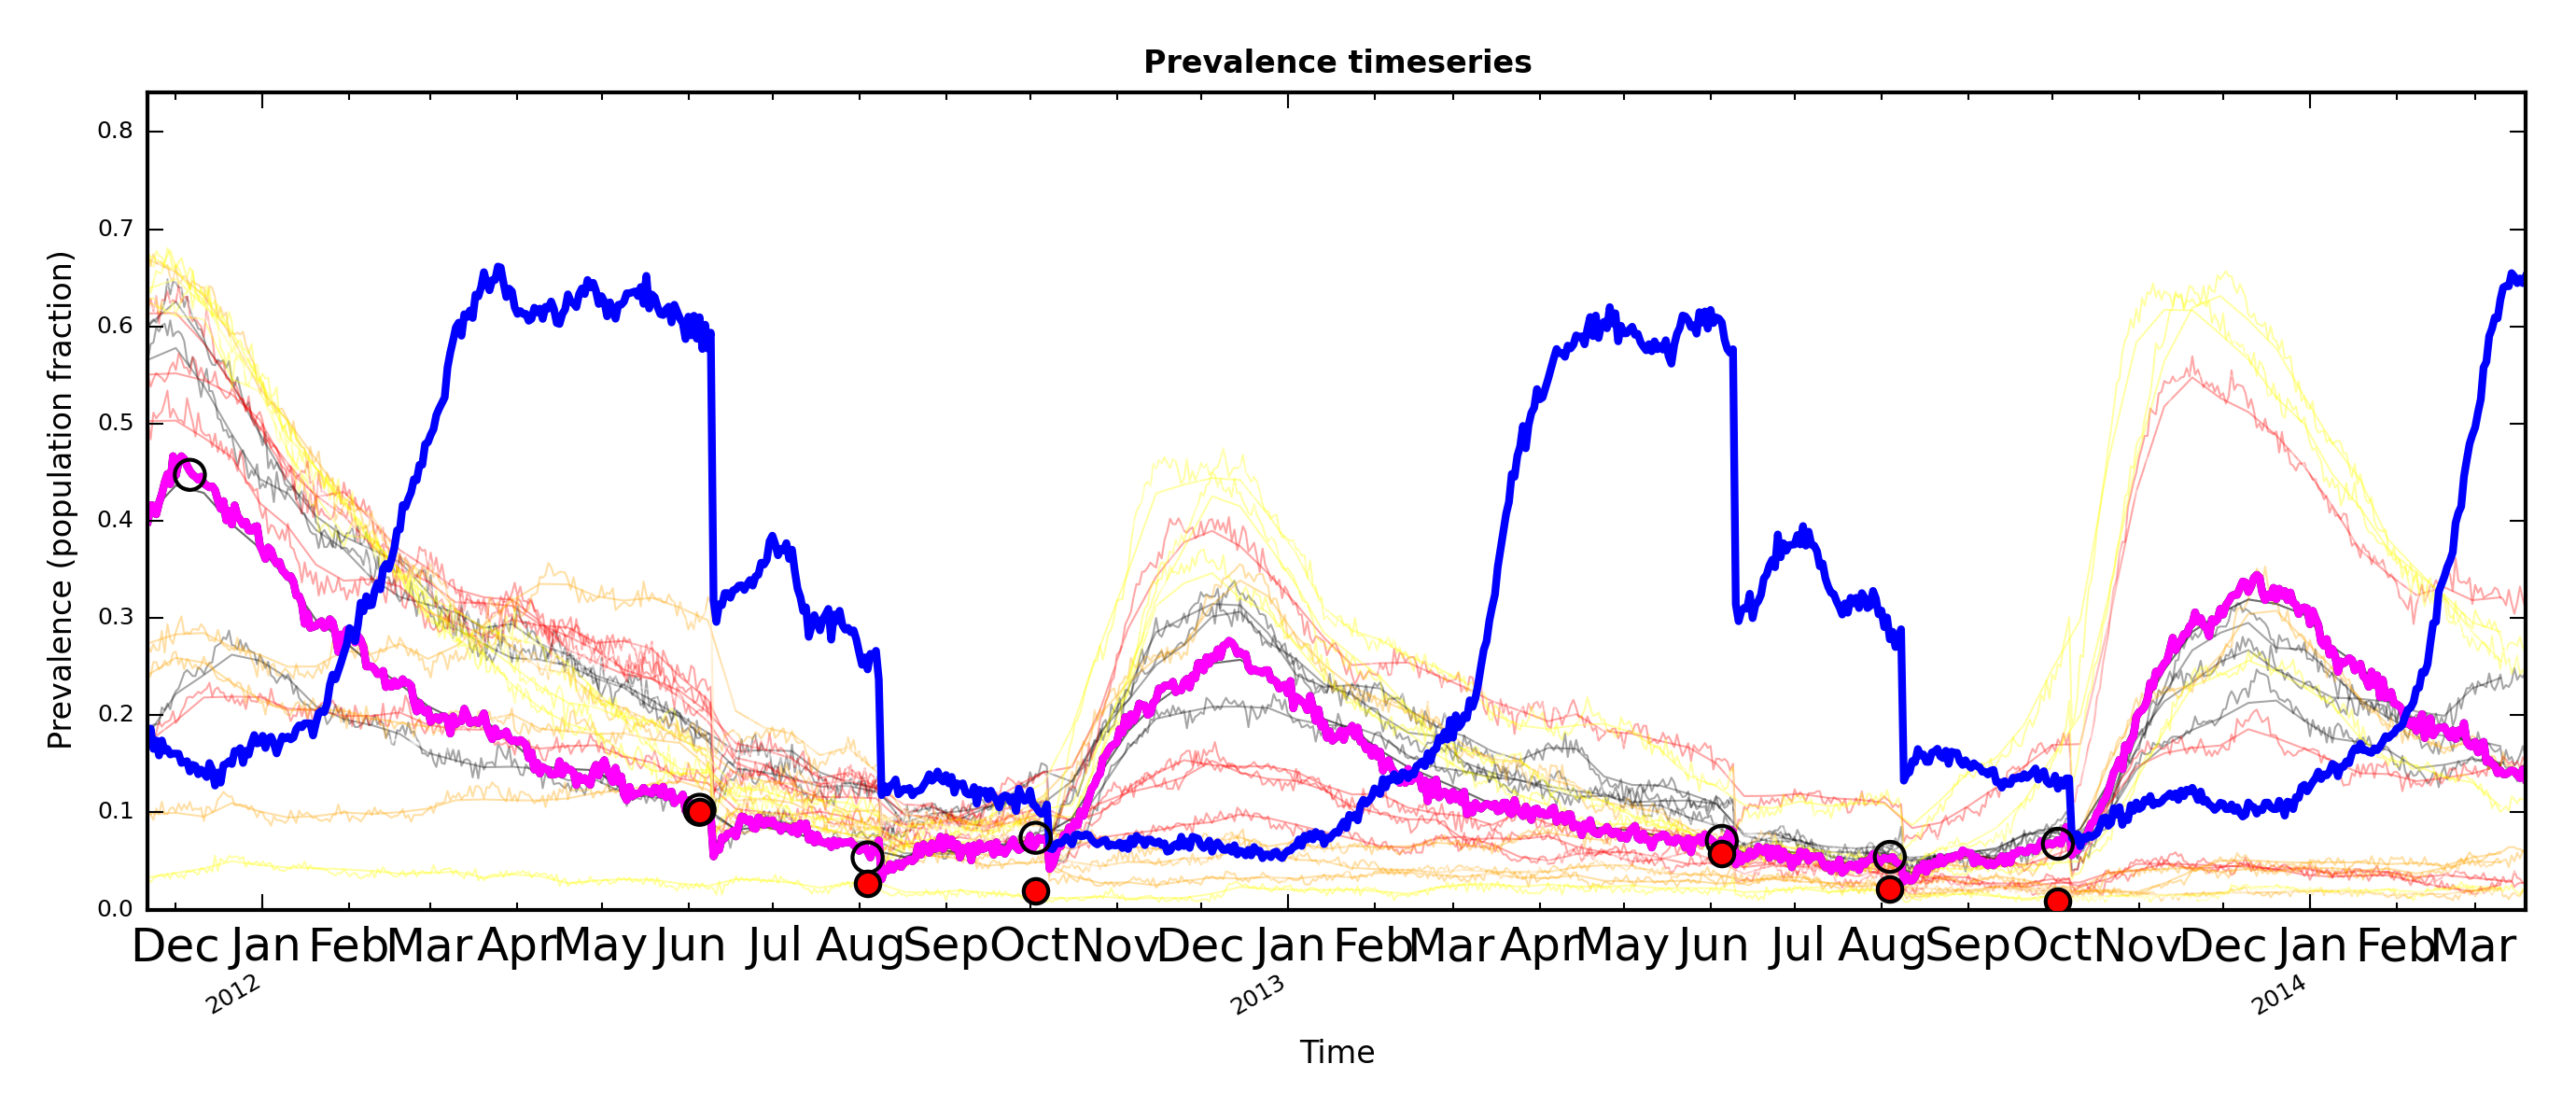 Prevalence timeseries
0.8
0.7
0.6
0.5
0.4
0.3
0.2
0.1
0.0
Prevalence (population fraction)
Dec Jan Feb Mar Apr May Jun Jul Aug Sep Oct Nov Dec Jan Feb Mar Apr May Jun Jul Aug Sep Oct Nov Dec Jan Feb Mar
2012 2013 2014
Time